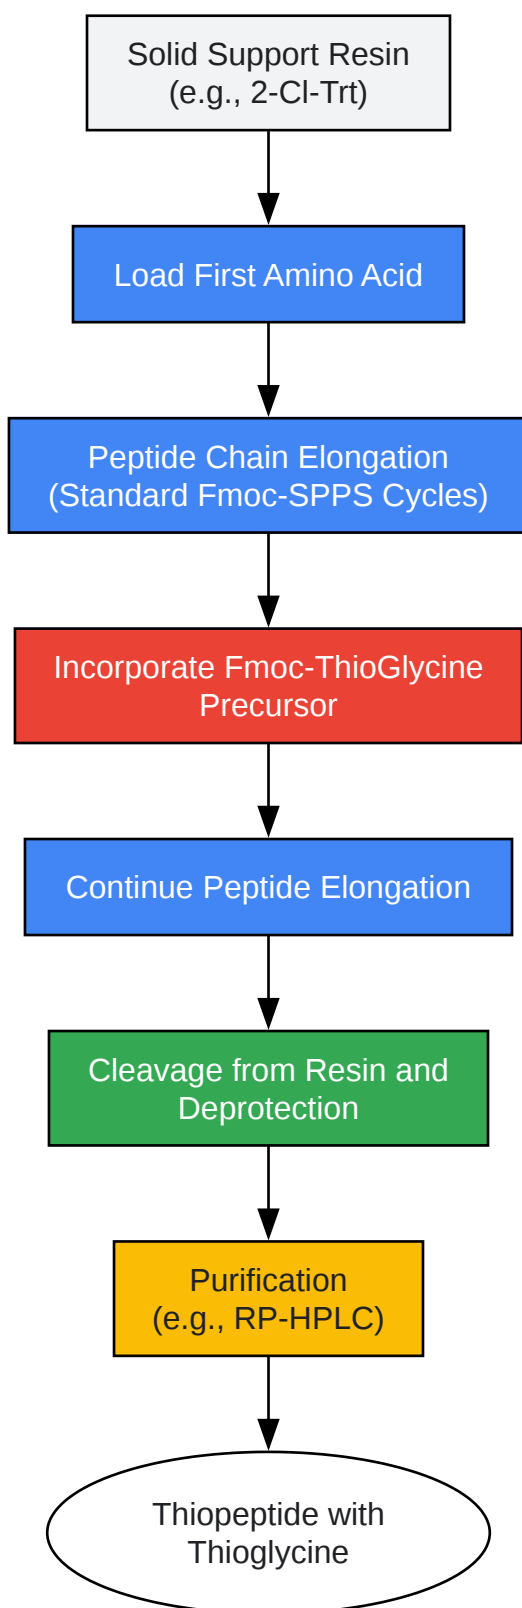 Solid Support Resin
(e.g., 2-Cl-Trt)
Load First Amino Acid
Peptide Chain Elongation
(Standard Fmoc-SPPS Cycles)
Incorporate Fmoc-ThioGlycine
Precursor
Continue Peptide Elongation
Cleavage from Resin and
Deprotection
Purification
(e.g., RP-HPLC)
Thiopeptide with
Thioglycine